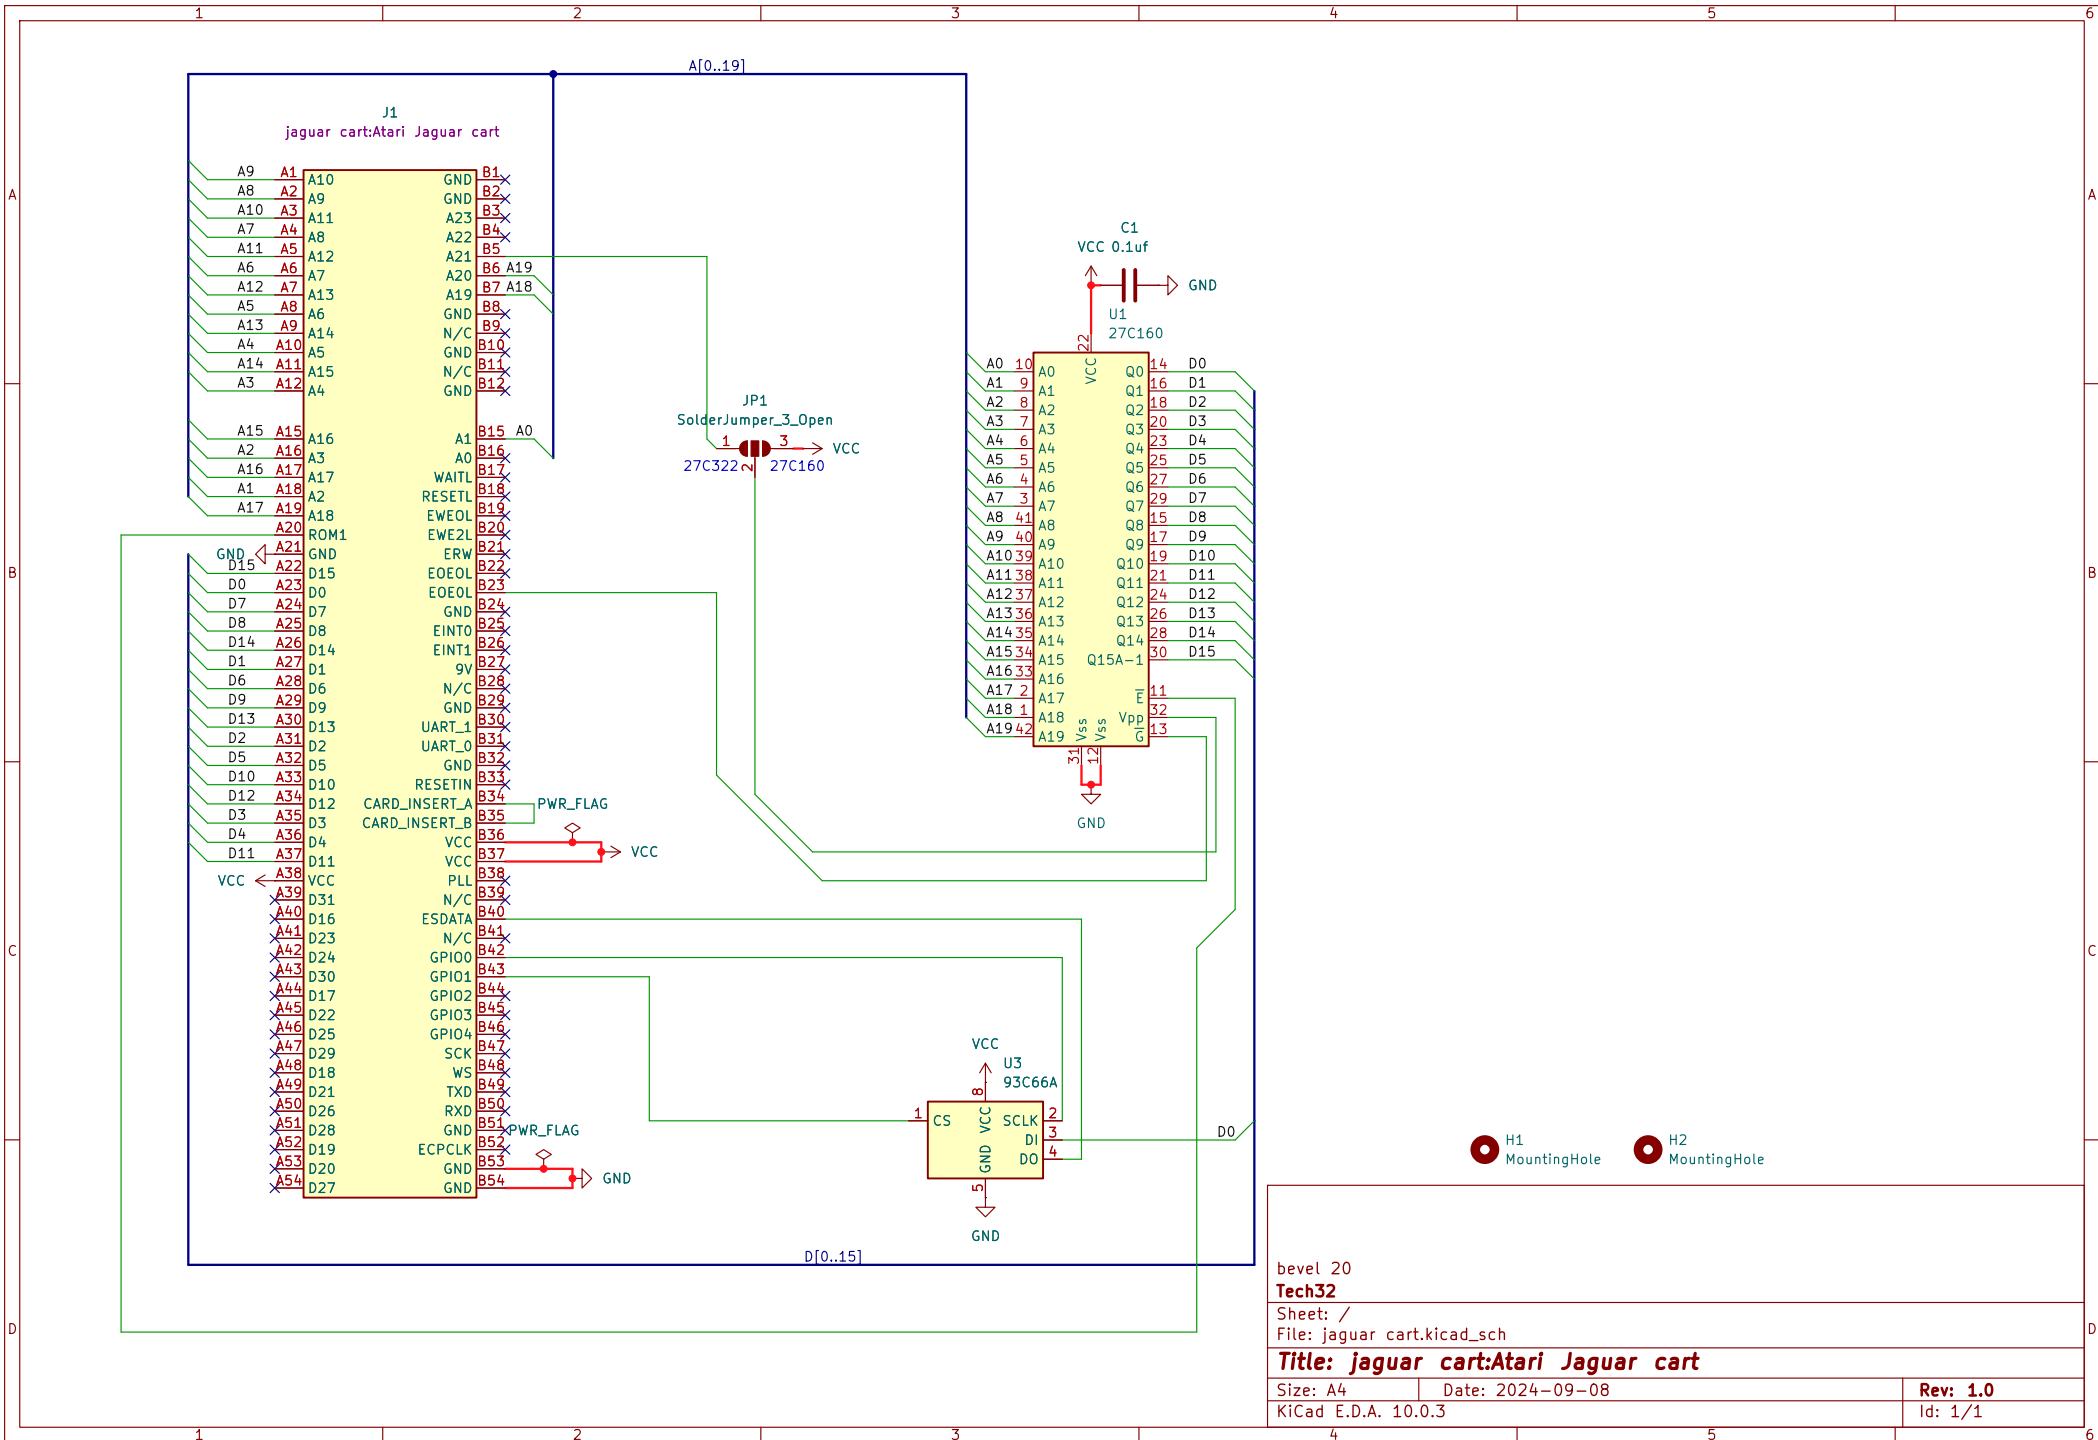 1 2 3 4 5 6
A[0..19]
J1
jaguar cart:Atari Jaguar cart
A9 A1 A10 GND B1
A8 A2 A9 GND B2
A10 A3 A11 A23 B3
A7 A4 A8 A22 B4
A11 A5 A12 A21 B5
A6 A6 A7 A20 B6 A19
A12 A7 A13 A19 B7 A18
A5 A8 A6 GND B8
A13 A9 A14 N/C B9
A4 A10 A5 GND B10
A14 A11 A15 N/C B11
A3 A12 A4 GND B12
A15 A15 A16 A1 B15 A0
A2 A16 A3 A0 B16
A16 A17 A17 WAITL B17
A1 A18 A2 RESETL B18
A17 A19 A18 EWEOL B19
A20 ROM1 EWE2L B20
GND A21 GND ERW B21
D15 A22 D15 EOEOL B22
D0 A23 D0 EOE0L B23
D7 A24 D7 GND B24
D8 A25 D8 EINT0 B25
D14 A26 D14 EINT1 B26
D1 A27 D1 9V B27
D6 A28 D6 N/C B28
D9 A29 D9 GND B29
D13 A30 D13 UART_1 B30
D2 A31 D2 UART_0 B31
D5 A32 D5 GND B32
D10 A33 D10 RESETIN B33
D12 A34 D12 CARD_INSERT_A B34 PWR_FLAG
D3 A35 D3 CARD_INSERT_B B35
D4 A36 D4 VCC B36
D11 A37 D11 VCC B37 VCC
VCC A38 VCC PLL B38
A39 D31 N/C B39
A40 D16 ESDATA B40
A41 D23 N/C B41
A42 D24 GPIO0 B42
A43 D30 GPIO1 B43
A44 D17 GPIO2 B44
A45 D22 GPIO3 B45
A46 D25 GPIO4 B46
A47 D29 SCK B47
A48 D18 WS B48
A49 D21 TXD B49
A50 D26 RXD B50
A51 D28 GND B51 PWR_FLAG
A52 D19 ECPCLK B52
A53 D20 GND B53
A54 D27 GND B54 GND
JP1
SolderJumper_3_Open
1 3 VCC
27C322 2 27C160
C1
VCC 0.1uf
GND
U1
27C160
22
VCC
A0 10 A0 Q0 14 D0
A1 9 A1 Q1 16 D1
A2 8 A2 Q2 18 D2
A3 7 A3 Q3 20 D3
A4 6 A4 Q4 23 D4
A5 5 A5 Q5 25 D5
A6 4 A6 Q6 27 D6
A7 3 A7 Q7 29 D7
A8 41 A8 Q8 15 D8
A9 40 A9 Q9 17 D9
A10 39 A10 Q10 19 D10
A11 38 A11 Q11 21 D11
A12 37 A12 Q12 24 D12
A13 36 A13 Q13 26 D13
A14 35 A14 Q14 28 D14
A15 34 A15 Q15A-1 30 D15
A16 33 A16
A17 2 A17 E 11
A18 1 A18 Vpp 32
A19 42 A19 G 13
Vss Vss
31 12
GND
VCC
U3
93C66A
8
1 CS VCC SCLK 2
DI 3 D0
GND DO 4
5
GND
D[0..15]
H1
MountingHole
H2
MountingHole
bevel 20
Tech32
Sheet: /
File: jaguar cart.kicad_sch
Title: jaguar cart:Atari Jaguar cart
Size: A4 Date: 2024-09-08 Rev: 1.0
KiCad E.D.A. 10.0.3 Id: 1/1
A A
B B
C C
D D
1 2 3 4 5 6